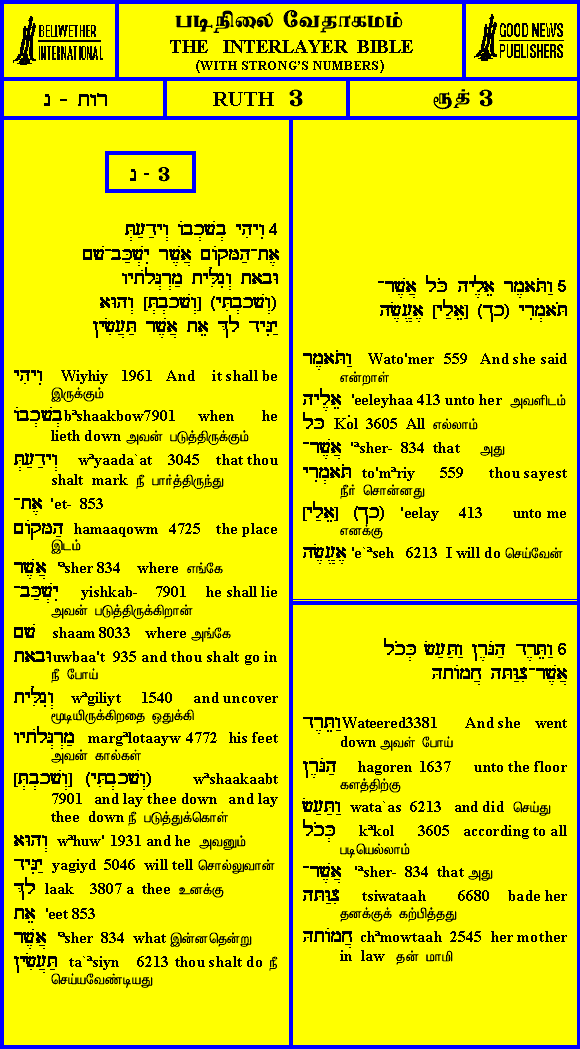 BELLWETHER
INTERNATIONAL
படிநிலை வேதாகமம்
THE INTERLAYER BIBLE
(WITH STRONG'S NUMBERS)
GOOD NEWS
PUBLISHERS
רות - נ
RUTH 3
ரூத் 3
נ - 3
4 וִיהִי בְשָׁכְבוֹ וְיָדַעַתְּ
אֶת־הַמָּקוֹם אֲשֶׁר יִשְׁכַּב־שָׁם
וּבָאת וְגִלִּית מַרְגְּלֹתָיו
(וְשָׁכָבְתִּי) [וְשָׁכָבְתְּ] וְהוּא
יַגִּיד לָךְ אֵת אֲשֶׁר תַּעֲשִׂין
וִיהִי Wiyhiy 1961 And it shall be
இருக்கும்
בְשָׁכְבוֹ bªshaakbow7901 when he
lieth down அவன் படுத்திருக்கும்
וְיָדַעַתְּ wªyaada`at 3045 that thou
shalt mark நீ பார்த்திருந்து
אֶת־ 'et- 853
הַמָּקוֹם hamaaqowm 4725 the place
இடம்
אֲשֶׁר 'ªsher 834 where எங்கே
יִשְׁכַּב־ yishkab- 7901 he shall lie
அவன் படுத்திருக்கிறான்
שָׁם shaam 8033 where அங்கே
וּבָאת uwbaa't 935 and thou shalt go in
நீ போய்
וְגִלִּית wªgiliyt 1540 and uncover
மூடியிருக்கிறதை ஒதுக்கி
מַרְגְּלֹתָיו margªlotaayw 4772 his feet
அவன் கால்கள்
[וְשָׁכָבְתְּ] (וְשָׁכָבְתִּי) wªshaakaabt
7901 and lay thee down and lay
thee down நீ படுத்துக்கொள்
וְהוּא wªhuw' 1931 and he அவனும்
יַגִּיד yagiyd 5046 will tell சொல்லுவான்
לָךְ laak 3807 a thee உனக்கு
אֵת 'eet 853
אֲשֶׁר 'ªsher 834 what இன்னதென்று
תַּעֲשִׂין ta`ªsiyn 6213 thou shalt do நீ
செய்யவேண்டியது
5 וַתֹּאמֶר אֵלֶיהָ כֹּל אֲשֶׁר־
תֹּאמְרִי (כך) [אֵלַי] אֶעֱשֶׂה
וַתֹּאמֶר Wato'mer 559 And she said
என்றாள்
אֵלֶיהָ 'eeleyhaa 413 unto her அவளிடம்
כֹּל Kol 3605 All எல்லாம்
אֲשֶׁר־ 'ªsher- 834 that அது
תֹּאמְרִי to'mªriy 559 thou sayest
நீர் சொன்னது
[אֵלַי] (כך) 'eelay 413 unto me
எனக்கு
אֶעֱשֶׂה 'e`ªseh 6213 I will do செய்வேன்
6 וַתֵּרֶד הַגֹּרֶן וַתַּעַשׂ כְּכֹל
אֲשֶׁר־צִוַּתָּה חֲמוֹתָהּ
וַתֵּרֶד Wateered3381 And she went
down அவள் போய்
הַגֹּרֶן hagoren 1637 unto the floor
களத்திற்கு
וַתַּעַשׂ wata`as 6213 and did செய்து
כְּכֹל kªkol 3605 according to all
படியெல்லாம்
אֲשֶׁר־ 'ªsher- 834 that அது
צִוַּתָּה tsiwataah 6680 bade her
தனக்குக் கற்பித்தது
חֲמוֹתָהּ chªmowtaah 2545 her mother
in law தன் மாமி